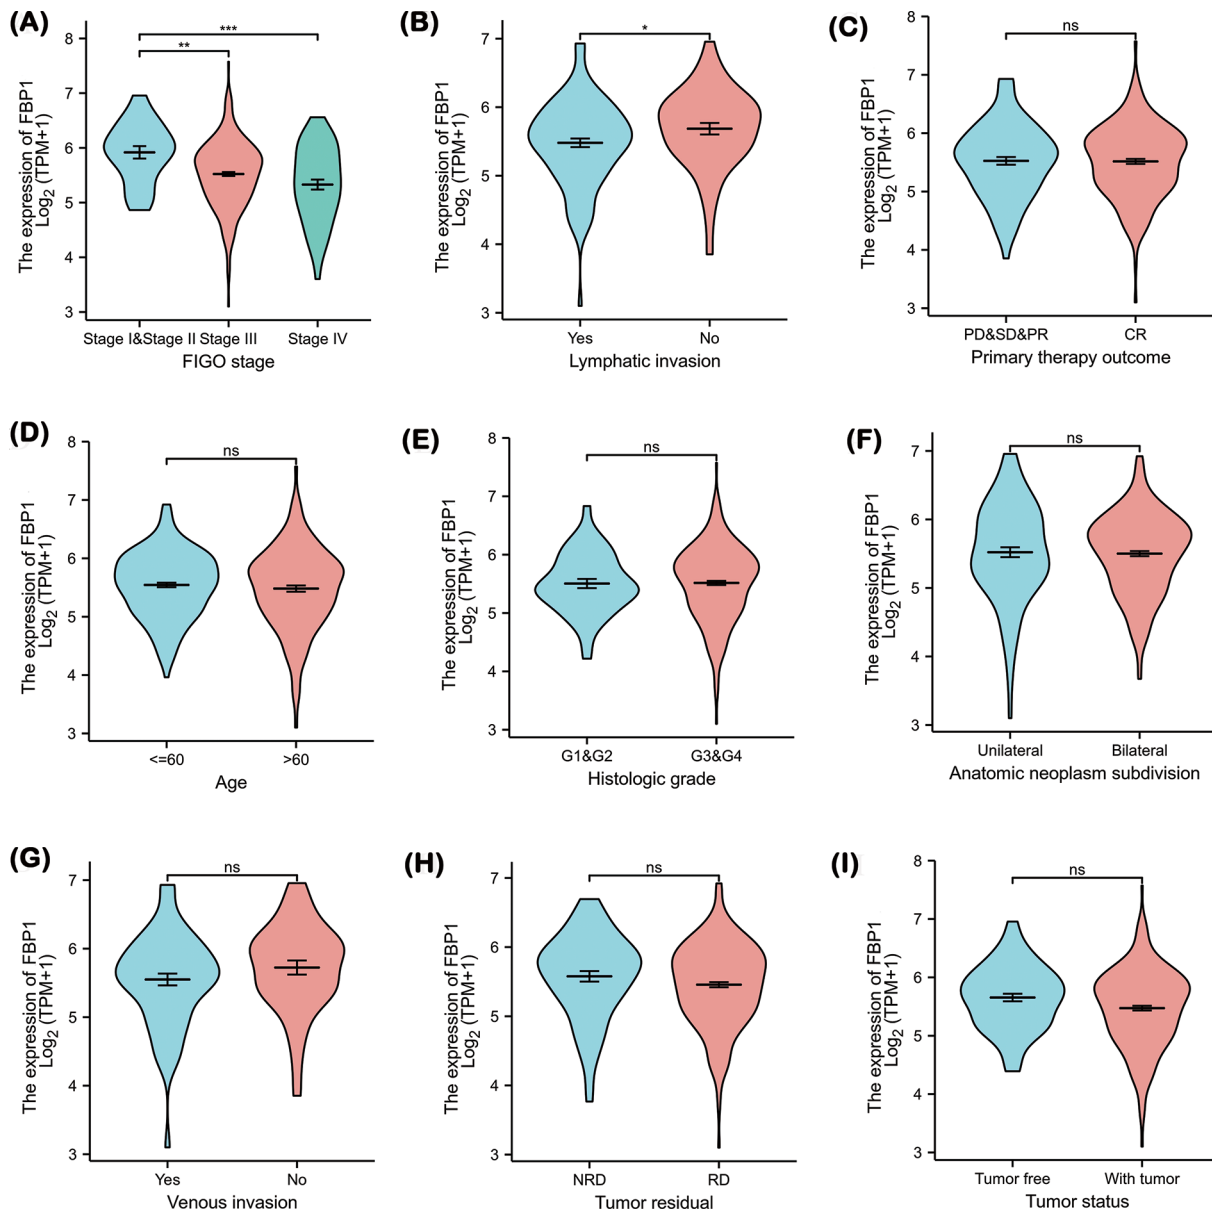 (A)
***
**
8
7
6
5
4
3
The expression of FBP1
Log2 (TPM+1)
Stage I&Stage II Stage III Stage IV
FIGO stage
(B)
*
7
6
5
4
3
The expression of FBP1
Log2 (TPM+1)
Yes No
Lymphatic invasion
(C)
ns
8
7
6
5
4
3
The expression of FBP1
Log2 (TPM+1)
PD&SD&PR CR
Primary therapy outcome
(D)
ns
8
7
6
5
4
3
The expression of FBP1
Log2 (TPM+1)
<=60 >60
Age
(E)
ns
8
7
6
5
4
3
The expression of FBP1
Log2 (TPM+1)
G1&G2 G3&G4
Histologic grade
(F)
ns
7
6
5
4
3
The expression of FBP1
Log2 (TPM+1)
Unilateral Bilateral
Anatomic neoplasm subdivision
(G)
ns
7
6
5
4
3
The expression of FBP1
Log2 (TPM+1)
Yes No
Venous invasion
(H)
ns
7
6
5
4
3
The expression of FBP1
Log2 (TPM+1)
NRD RD
Tumor residual
(I)
ns
8
7
6
5
4
3
The expression of FBP1
Log2 (TPM+1)
Tumor free With tumor
Tumor status